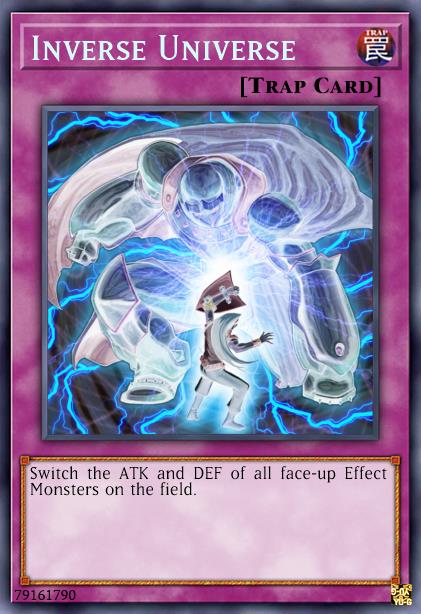 Inverse Universe
TRAP
罠
[Trap Card]
Switch the ATK and DEF of all face-up Effect
Monsters on the field.
79161790